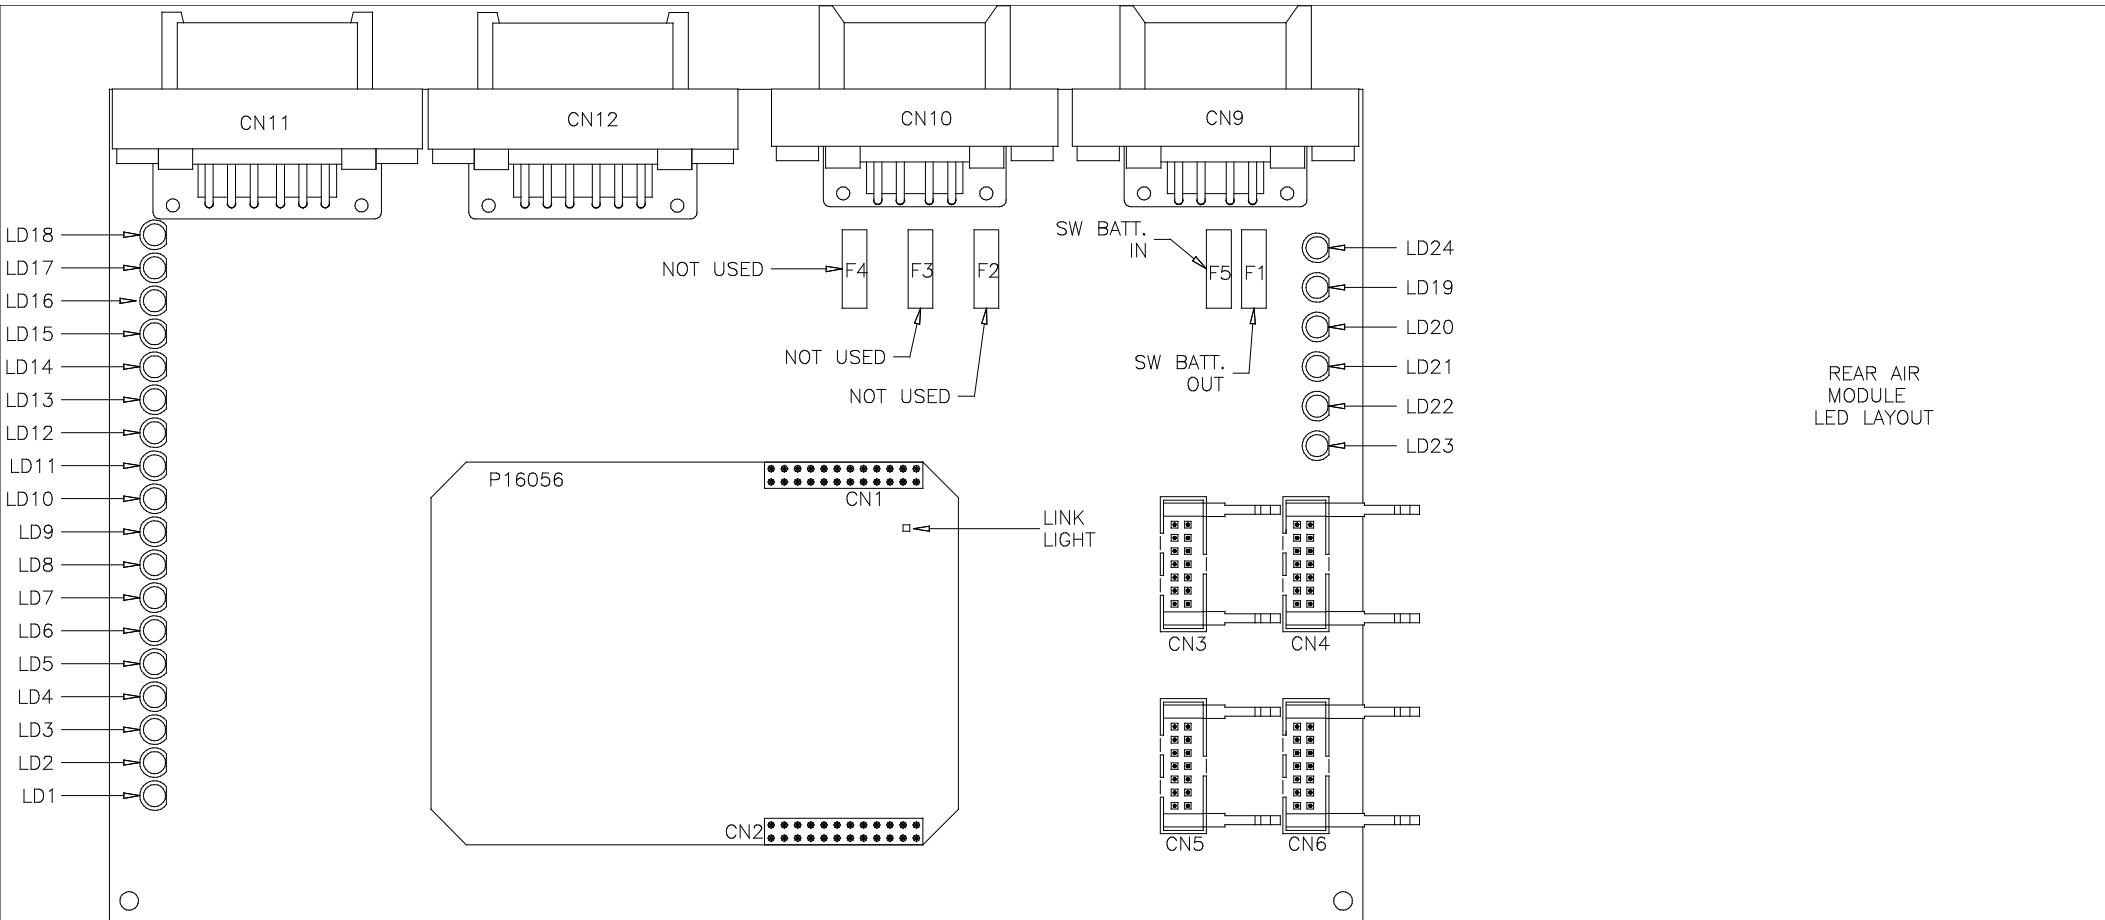 CN11
CN12
CN10
CN9
LD18
LD17
LD16
LD15
LD14
LD13
LD12
LD11
LD10
LD9
LD8
LD7
LD6
LD5
LD4
LD3
LD2
LD1
NOT USED
F4
F3
F2
NOT USED
NOT USED
SW BATT.
IN
F5
F1
SW BATT.
OUT
LD24
LD19
LD20
LD21
LD22
LD23
P16056
CN1
LINK
LIGHT
CN2
CN3
CN4
CN5
CN6
REAR AIR
MODULE
LED LAYOUT